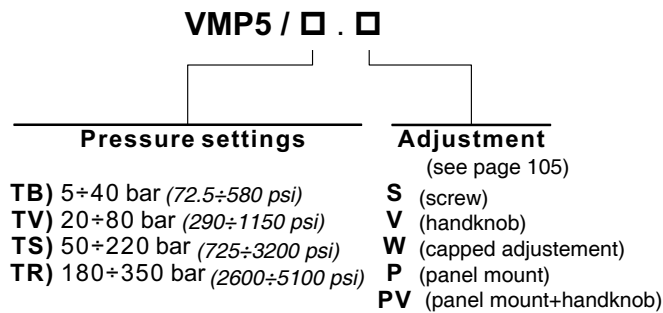 VMP5 / □ . □
Pressure settings
TB) 5÷40 bar (72.5÷580 psi)
TV) 20÷80 bar (290÷1150 psi)
TS) 50÷220 bar (725÷3200 psi)
TR) 180÷350 bar (2600÷5100 psi)
Adjustment
(see page 105)
S (screw)
V (handknob)
W (capped adjustement)
P (panel mount)
PV (panel mount+handknob)